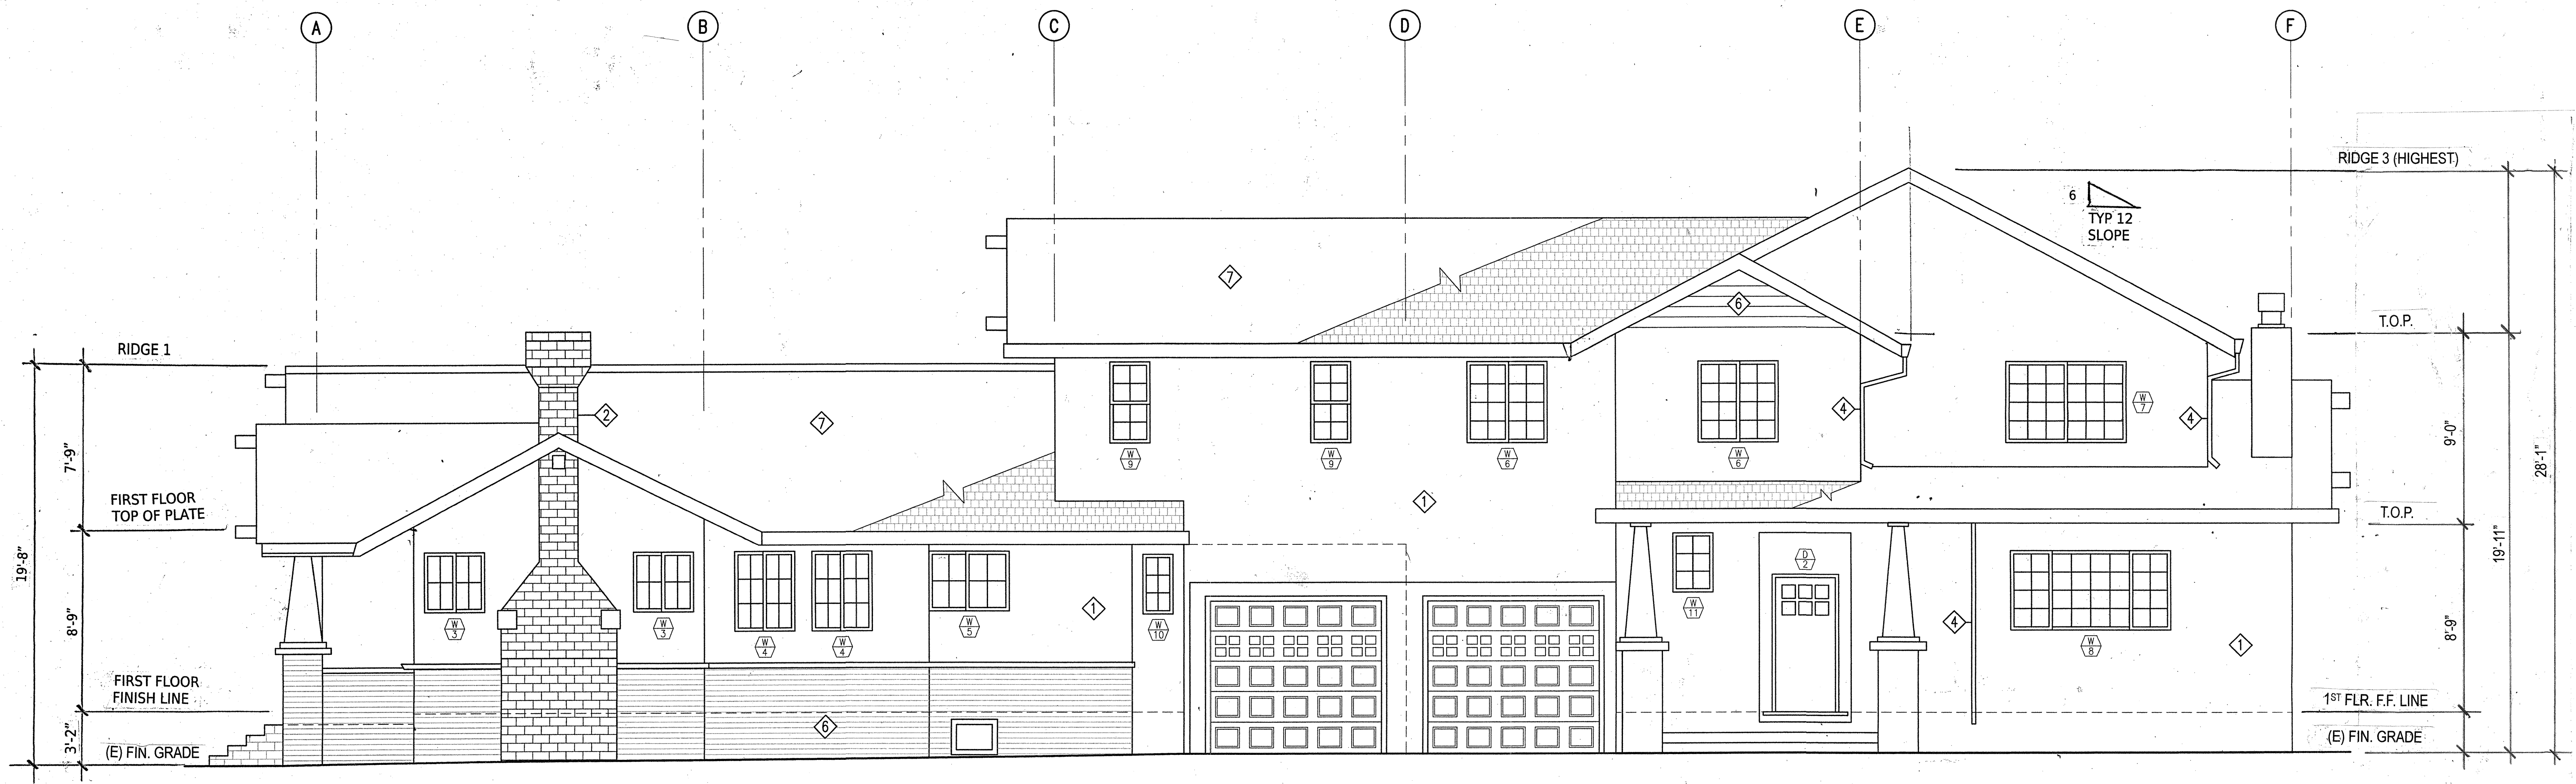 A
B
C
D
E
F
RIDGE 3 (HIGHEST)
6
TYP 12
SLOPE
7
6
T.O.P.
RIDGE 1
2
7
4
4
W
9
W
9
W
6
W
6
W
7
7'-9"
9'-0"
28'-1"
19'-11"
19'-8"
FIRST FLOOR
TOP OF PLATE
1
T.O.P.
D
2
W
3
W
3
W
4
W
4
W
5
1
W
10
W
11
4
W
8
1
8'-9"
8'-9"
FIRST FLOOR
FINISH LINE
1ST FLR. F.F. LINE
6
3'-2"
(E) FIN. GRADE
(E) FIN. GRADE